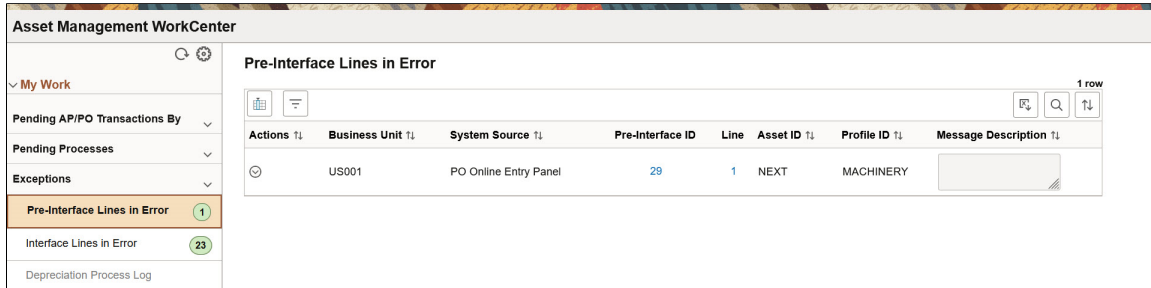 Asset Management WorkCenter
My Work
Pending AP/PO Transactions By
Pending Processes
Exceptions
Pre-Interface Lines in Error 1
Interface Lines in Error 23
Depreciation Process Log
Pre-Interface Lines in Error
1 row
Actions Business Unit System Source Pre-Interface ID Line Asset ID Profile ID Message Description
US001 PO Online Entry Panel 29 1 NEXT MACHINERY